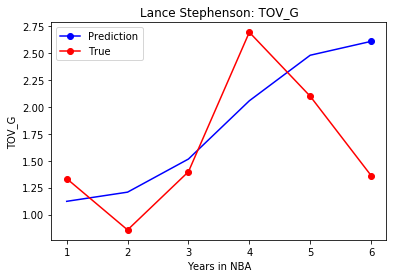 Lance Stephenson: TOV_G
Prediction
True
TOV_G
2.75
2.50
2.25
2.00
1.75
1.50
1.25
1.00
1 2 3 4 5 6
Years in NBA